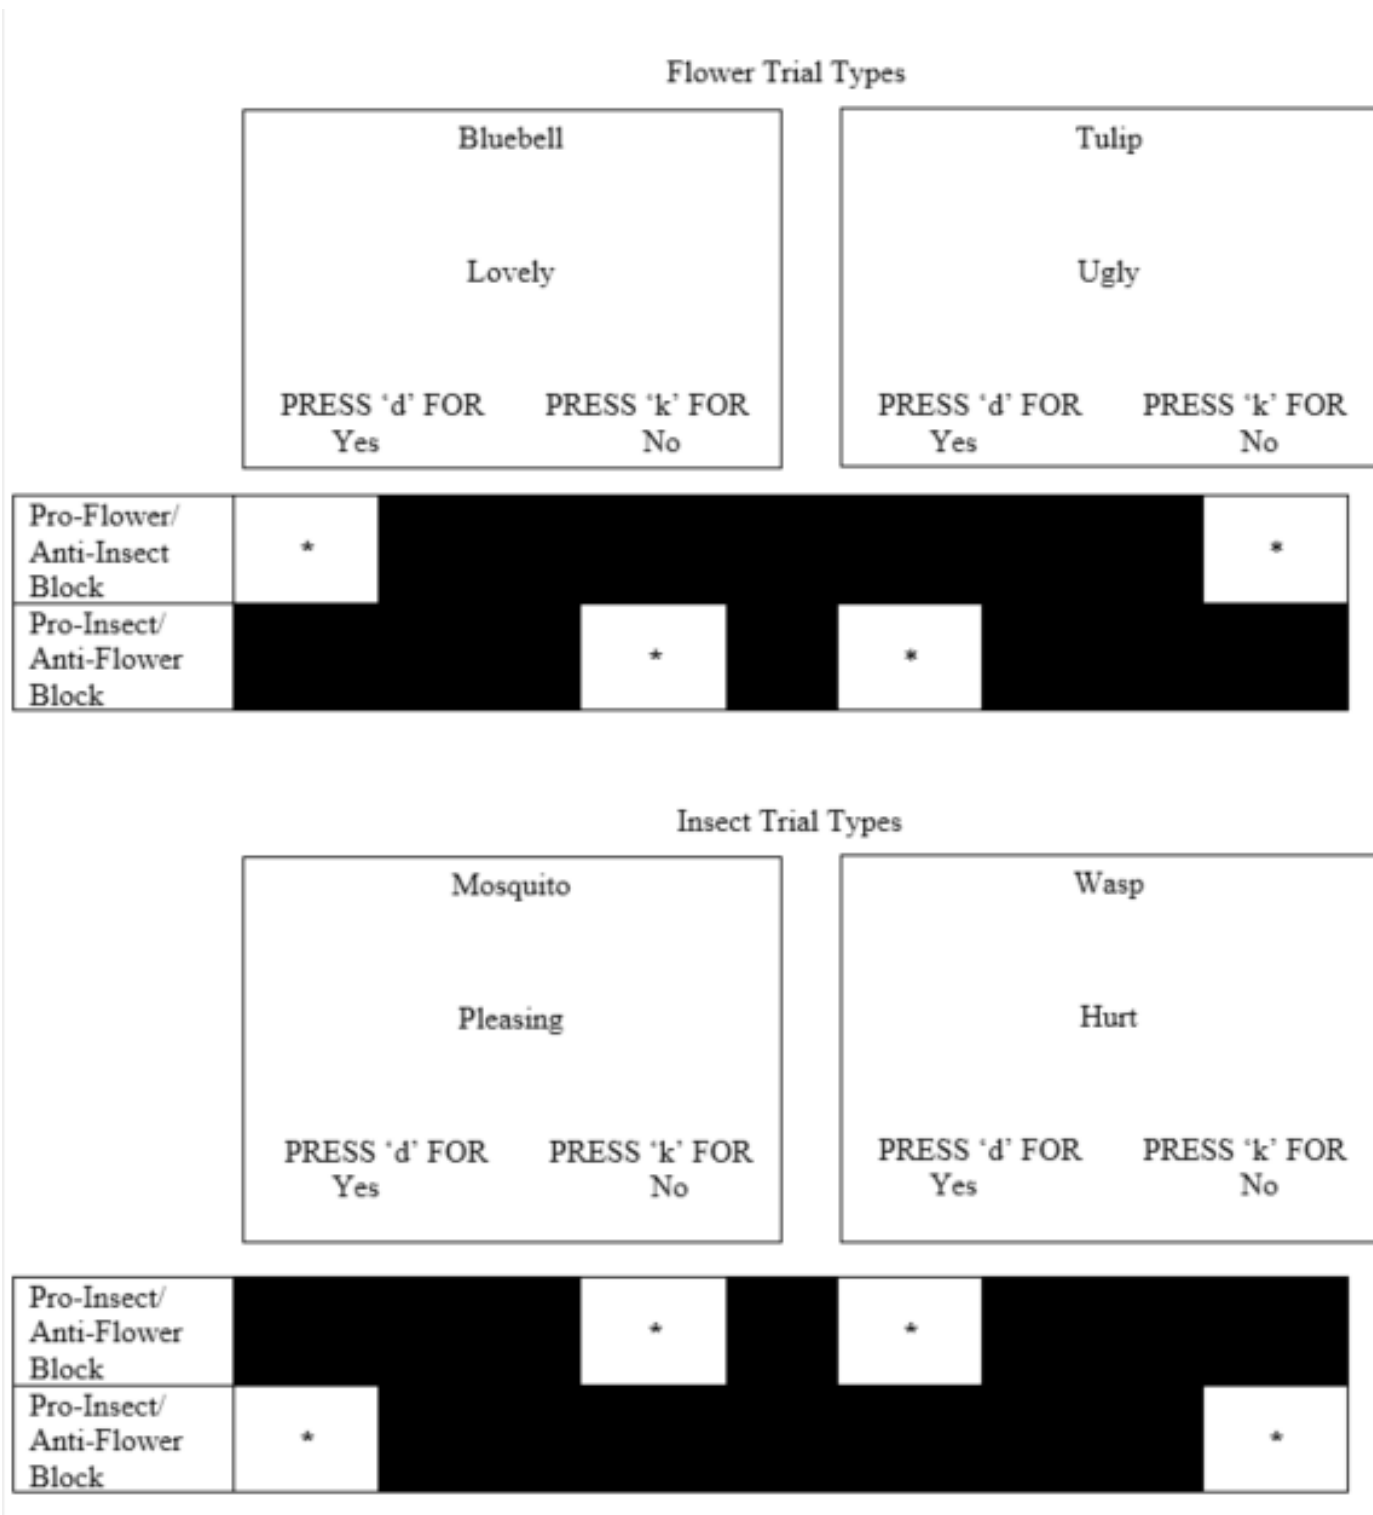 Flower Trial Types
Bluebell
Lovely
PRESS ‘d’ FOR
Yes
PRESS ‘k’ FOR
No
Tulip
Ugly
PRESS ‘d’ FOR
Yes
PRESS ‘k’ FOR
No
Pro-Flower/
Anti-Insect
Block
*
*
Pro-Insect/
Anti-Flower
Block
*
*
Insect Trial Types
Mosquito
Pleasing
PRESS ‘d’ FOR
Yes
PRESS ‘k’ FOR
No
Wasp
Hurt
PRESS ‘d’ FOR
Yes
PRESS ‘k’ FOR
No
Pro-Insect/
Anti-Flower
Block
*
*
Pro-Insect/
Anti-Flower
Block
*
*